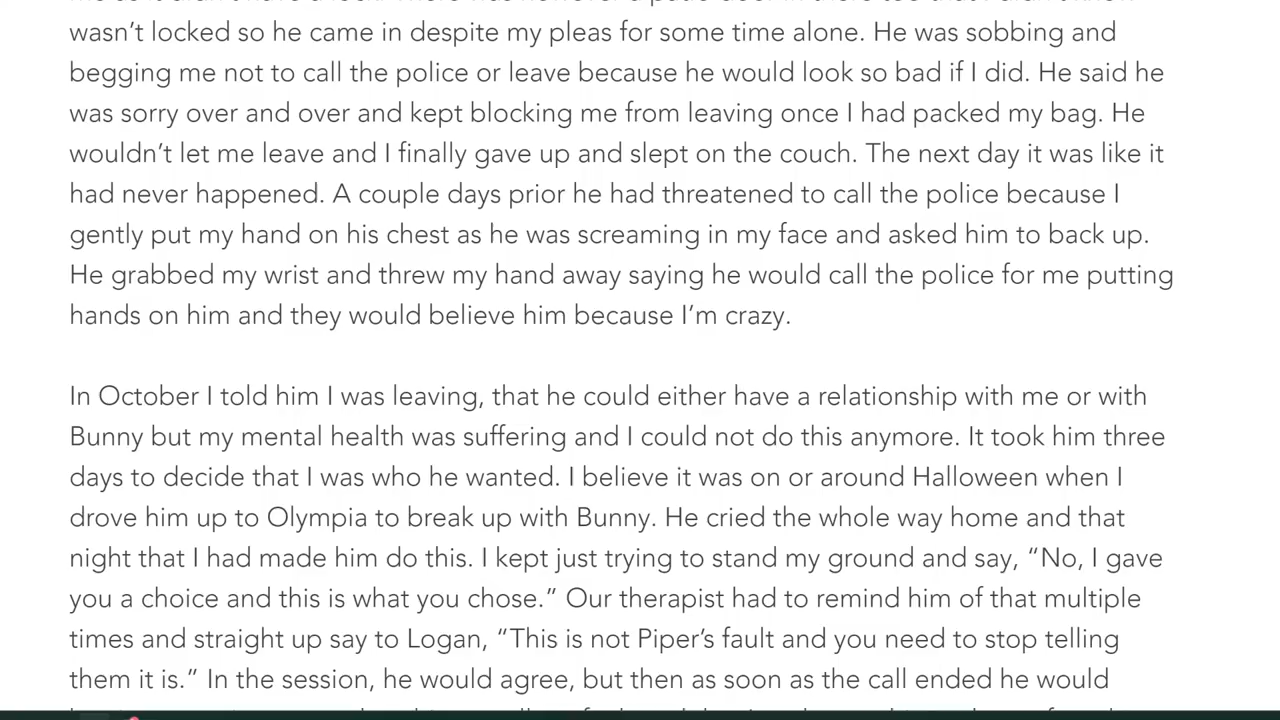 wasn’t locked so he came in despite my pleas for some time alone. He was sobbing and
begging me not to call the police or leave because he would look so bad if I did. He said he
was sorry over and over and kept blocking me from leaving once I had packed my bag. He
wouldn’t let me leave and I finally gave up and slept on the couch. The next day it was like it
had never happened. A couple days prior he had threatened to call the police because I
gently put my hand on his chest as he was screaming in my face and asked him to back up.
He grabbed my wrist and threw my hand away saying he would call the police for me putting
hands on him and they would believe him because I’m crazy.
In October I told him I was leaving, that he could either have a relationship with me or with
Bunny but my mental health was suffering and I could not do this anymore. It took him three
days to decide that I was who he wanted. I believe it was on or around Halloween when I
drove him up to Olympia to break up with Bunny. He cried the whole way home and that
night that I had made him do this. I kept just trying to stand my ground and say, “No, I gave
you a choice and this is what you chose.” Our therapist had to remind him of that multiple
times and straight up say to Logan, “This is not Piper’s fault and you need to stop telling
them it is.” In the session, he would agree, but then as soon as the call ended he would